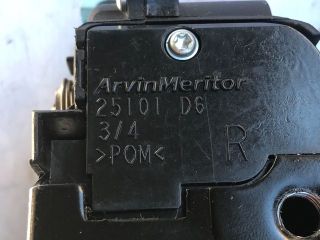 ArvinMeritor
25101 D6
3/4
>POM<
R